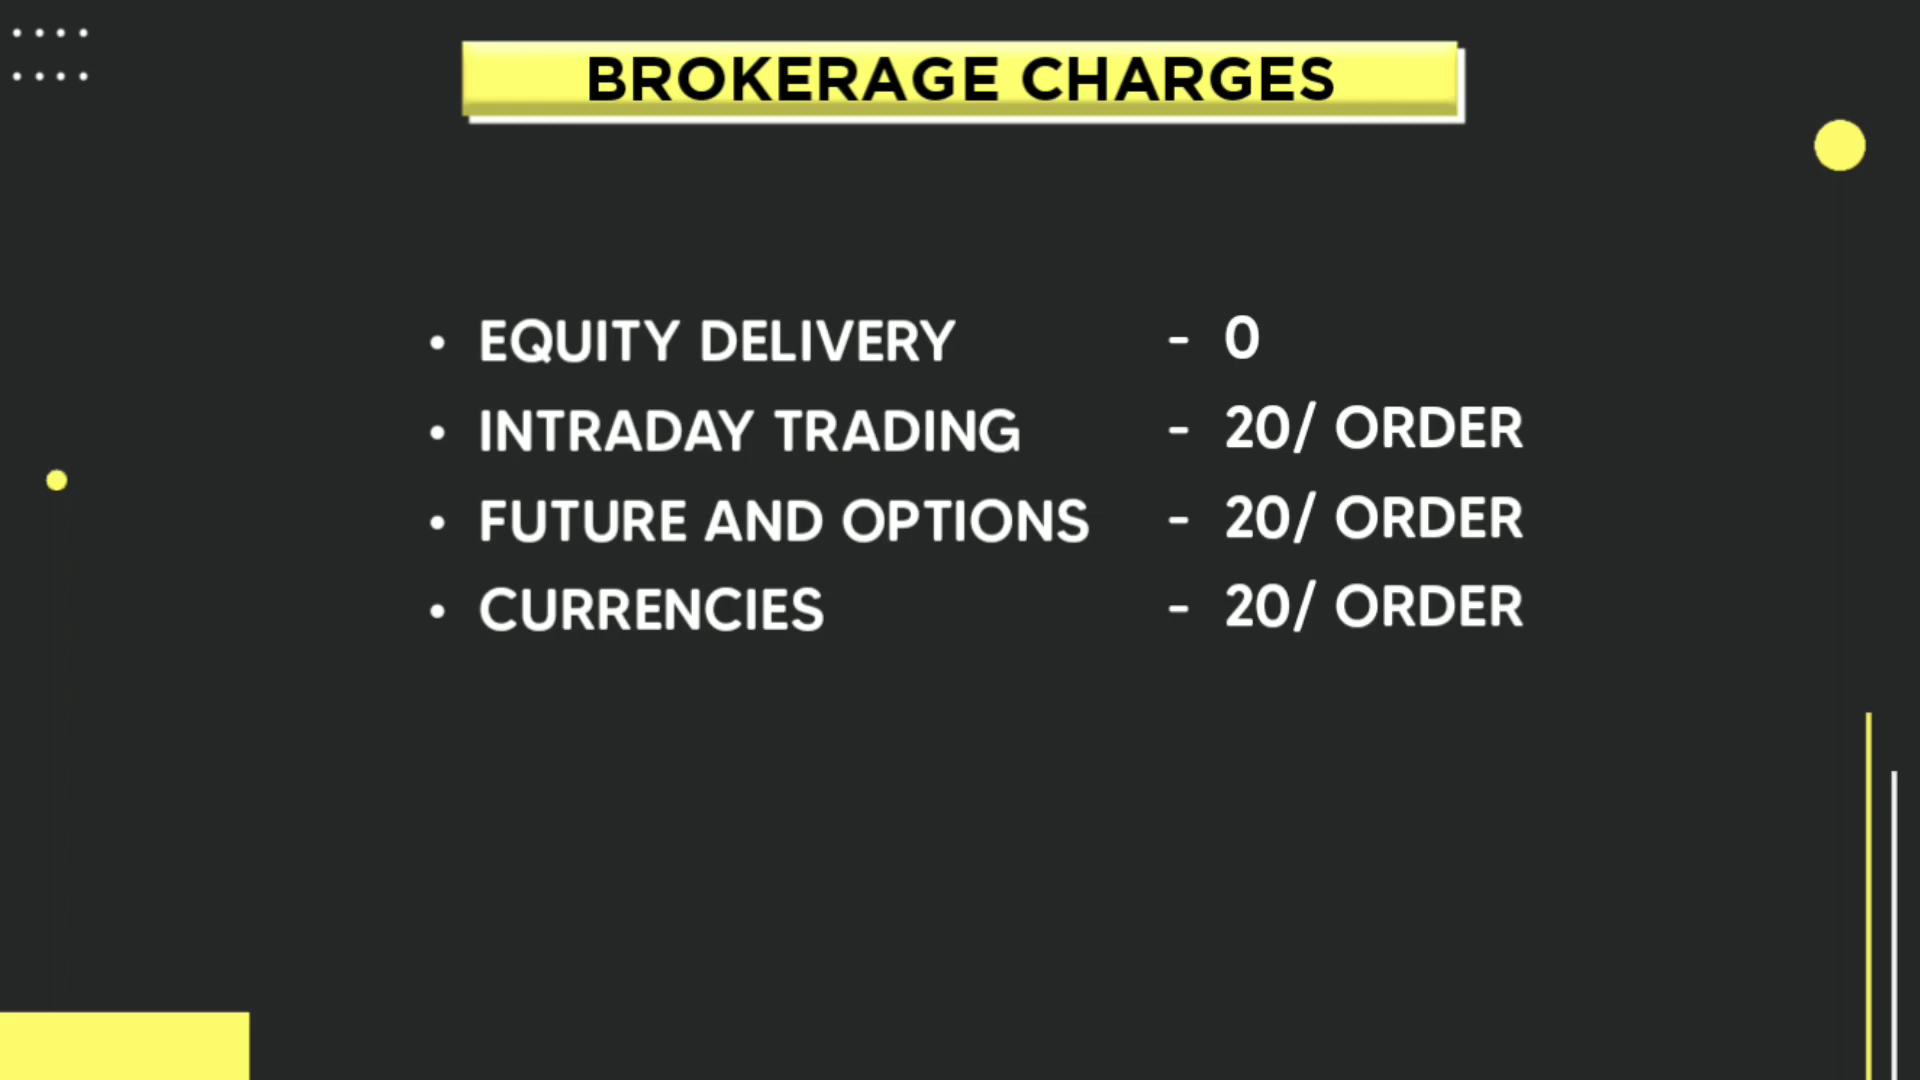 BROKERAGE CHARGES
• EQUITY DELIVERY - 0
• INTRADAY TRADING - 20/ ORDER
• FUTURE AND OPTIONS - 20/ ORDER
• CURRENCIES - 20/ ORDER